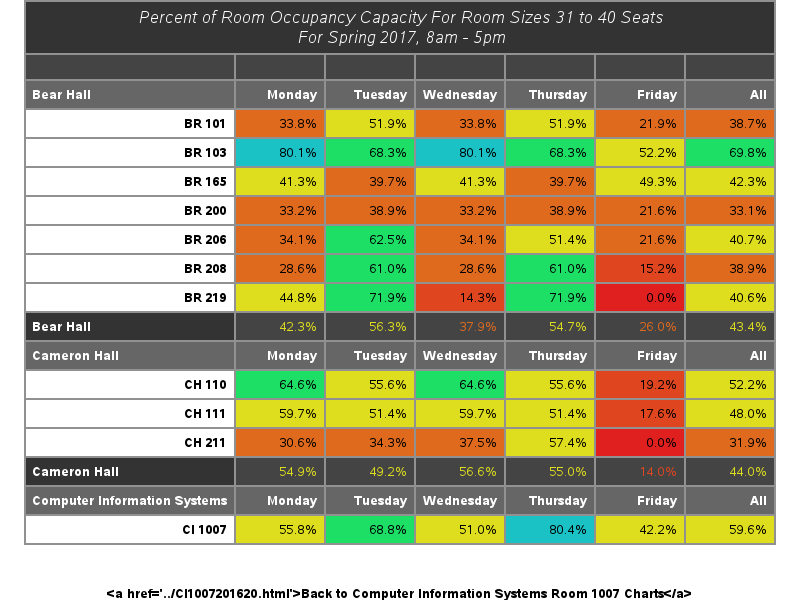 Percent of Room Occupancy Capacity For Room Sizes 31 to 40 Seats
For Spring 2017, 8am - 5pm
Bear Hall Monday Tuesday Wednesday Thursday Friday All
BR 101 33.8% 51.9% 33.8% 51.9% 21.9% 38.7%
BR 103 80.1% 68.3% 80.1% 68.3% 52.2% 69.8%
BR 165 41.3% 39.7% 41.3% 39.7% 49.3% 42.3%
BR 200 33.2% 38.9% 33.2% 38.9% 21.6% 33.1%
BR 206 34.1% 62.5% 34.1% 51.4% 21.6% 40.7%
BR 208 28.6% 61.0% 28.6% 61.0% 15.2% 38.9%
BR 219 44.8% 71.9% 14.3% 71.9% 0.0% 40.6%
Bear Hall 42.3% 56.3% 37.9% 54.7% 26.0% 43.4%
Cameron Hall Monday Tuesday Wednesday Thursday Friday All
CH 110 64.6% 55.6% 64.6% 55.6% 19.2% 52.2%
CH 111 59.7% 51.4% 59.7% 51.4% 17.6% 48.0%
CH 211 30.6% 34.3% 37.5% 57.4% 0.0% 31.9%
Cameron Hall 54.9% 49.2% 56.6% 55.0% 14.0% 44.0%
Computer Information Systems Monday Tuesday Wednesday Thursday Friday All
CI 1007 55.8% 68.8% 51.0% 80.4% 42.2% 59.6%
<a href='../CI1007201620.html'>Back to Computer Information Systems Room 1007 Charts</a>